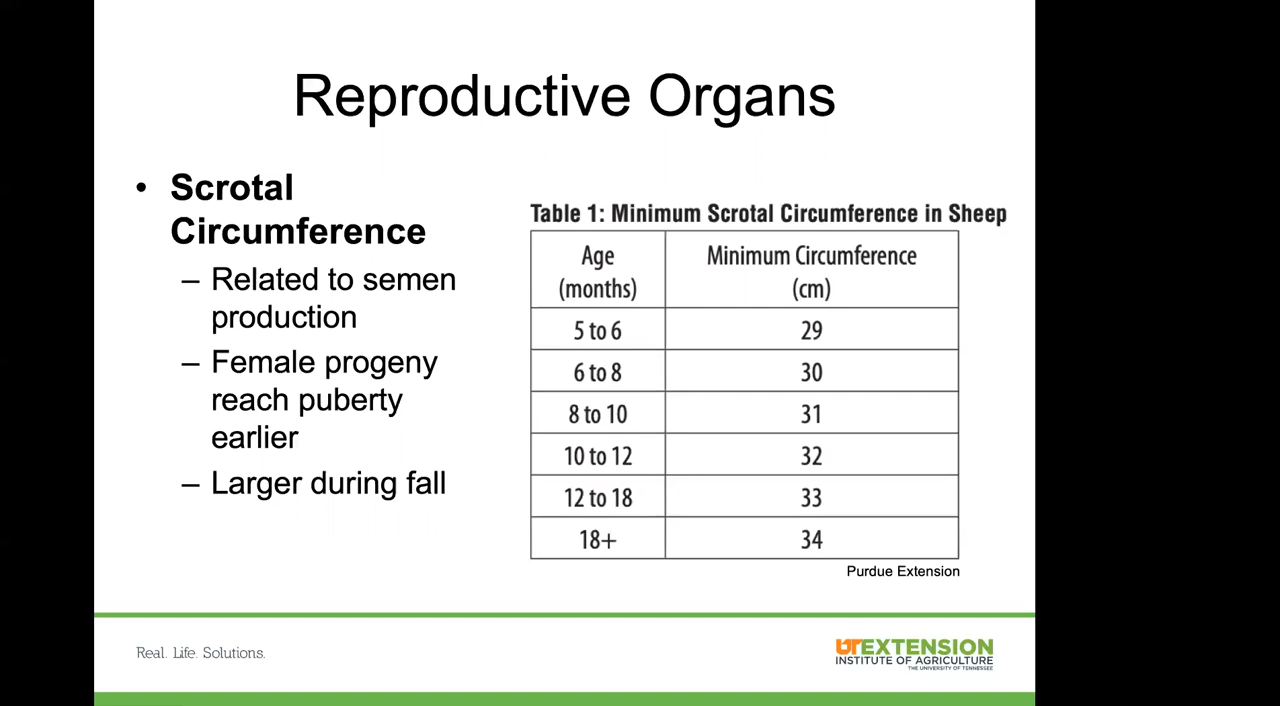 Reproductive Organs
• Scrotal
Circumference
– Related to semen
production
– Female progeny
reach puberty
earlier
– Larger during fall
Table 1: Minimum Scrotal Circumference in Sheep
Age Minimum Circumference
(months) (cm)
5 to 6 29
6 to 8 30
8 to 10 31
10 to 12 32
12 to 18 33
18+ 34
Purdue Extension
Real. Life. Solutions.
UTEXTENSION
INSTITUTE OF AGRICULTURE
THE UNIVERSITY OF TENNESSEE